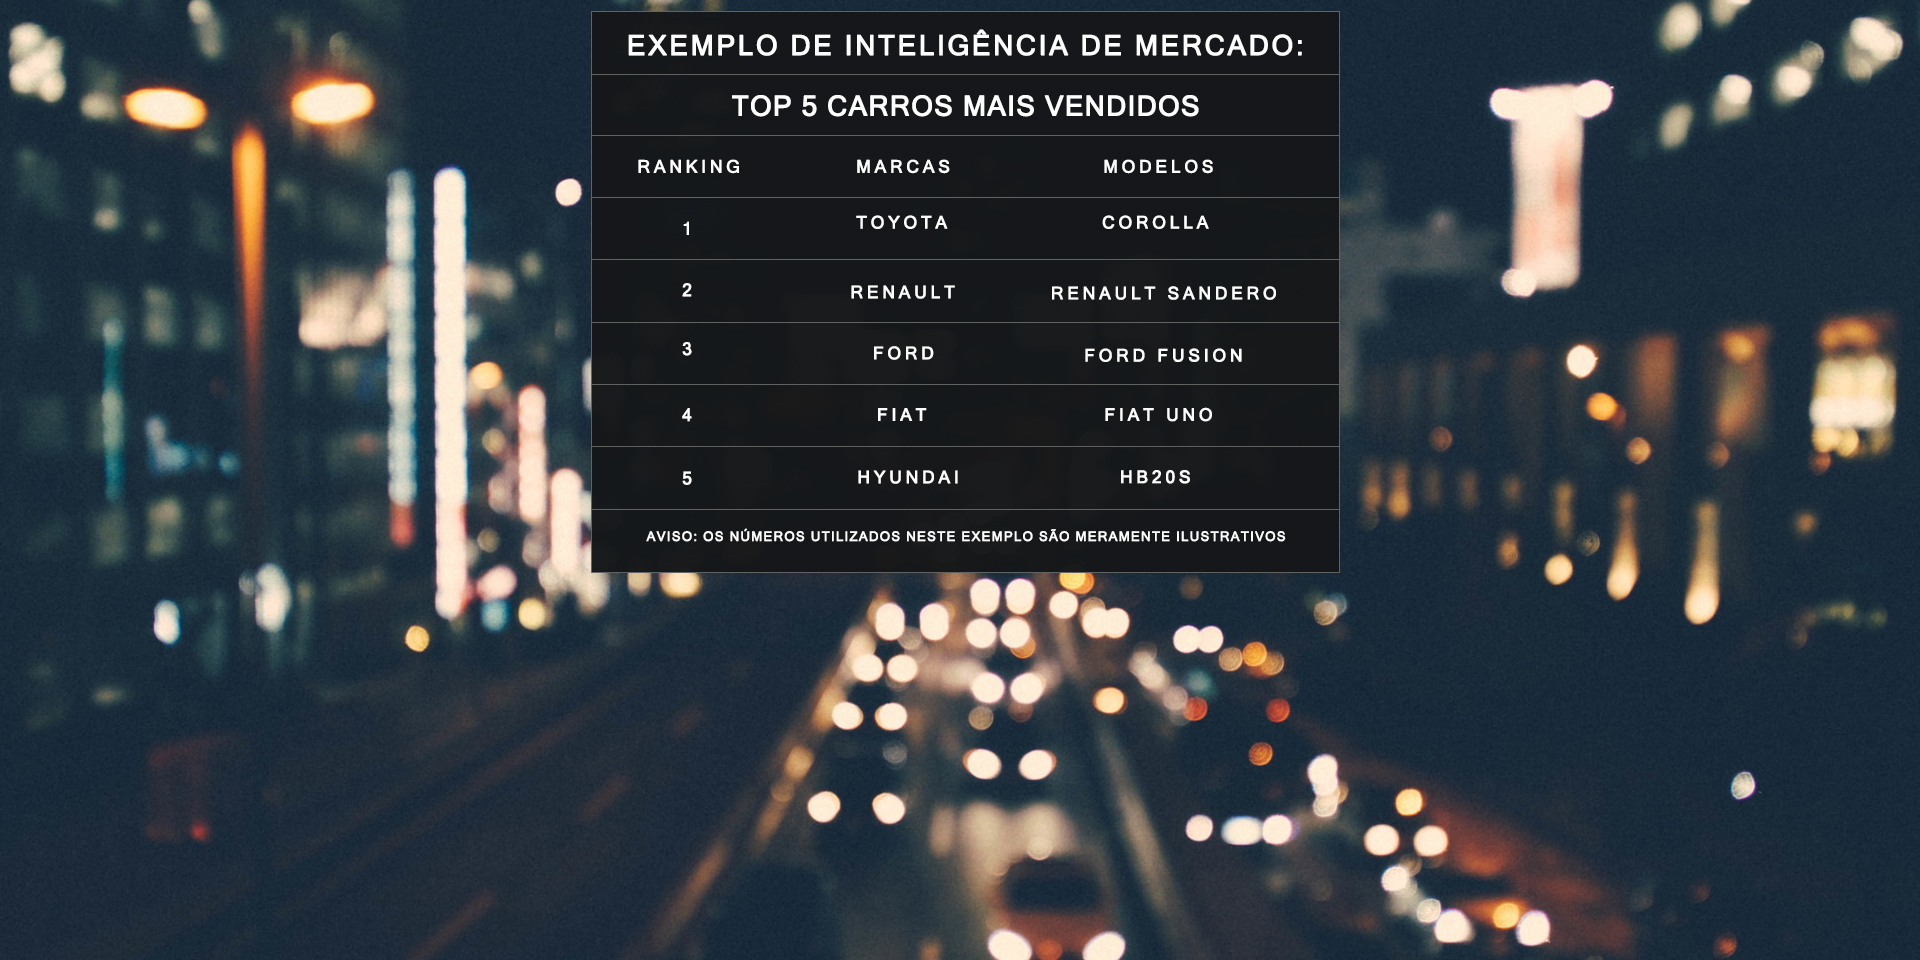 EXEMPLO DE INTELIGÊNCIA DE MERCADO:
TOP 5 CARROS MAIS VENDIDOS
RANKING MARCAS MODELOS
1 TOYOTA COROLLA
2 RENAULT RENAULT SANDERO
3 FORD FORD FUSION
4 FIAT FIAT UNO
5 HYUNDAI HB20S
AVISO: OS NÚMEROS UTILIZADOS NESTE EXEMPLO SÃO MERAMENTE ILUSTRATIVOS